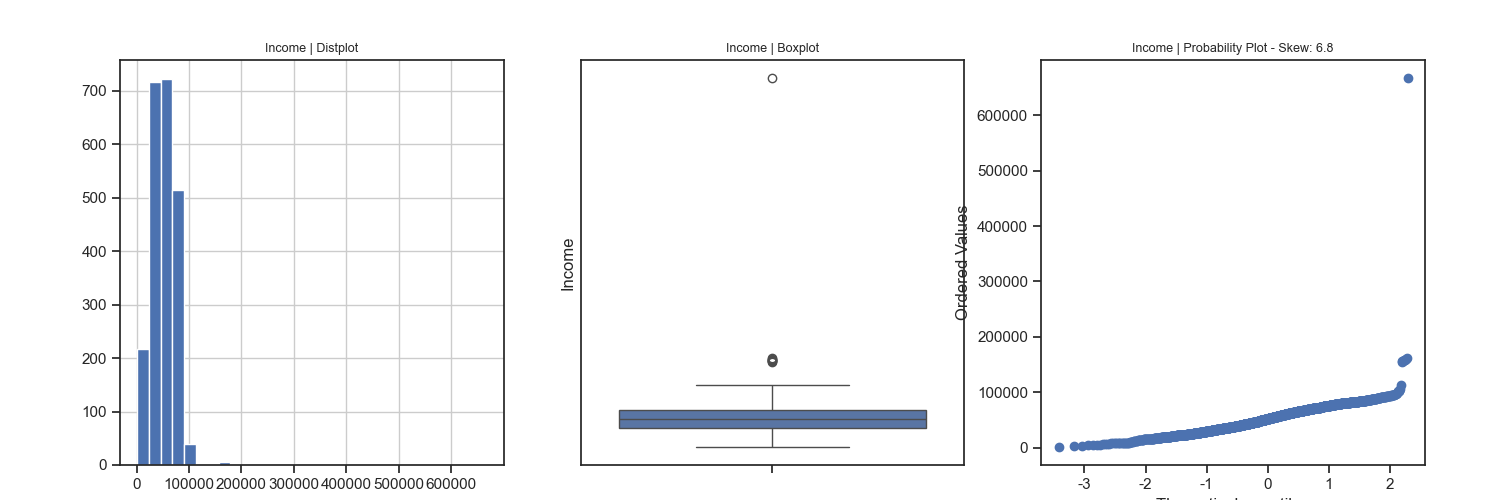 Income | Distplot
700
600
500
400
300
200
100
0
0 100000 200000 300000 400000 500000 600000
Income | Boxplot
Income
Income | Probability Plot - Skew: 6.8
Ordered Values
600000
500000
400000
300000
200000
100000
0
-3 -2 -1 0 1 2